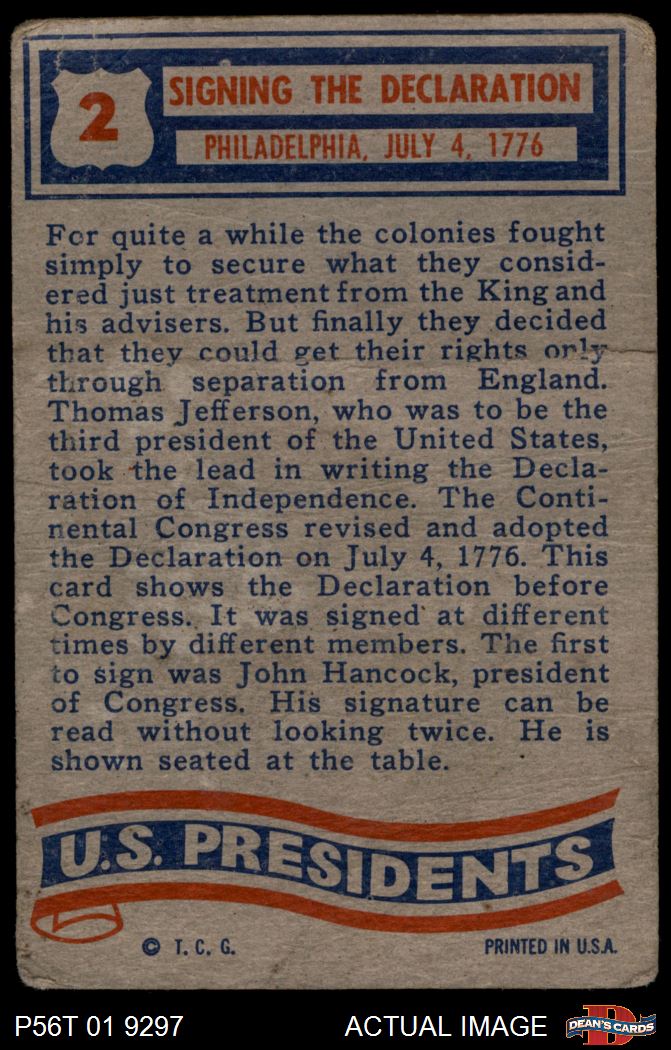 2
SIGNING THE DECLARATION
PHILADELPHIA, JULY 4, 1776
For quite a while the colonies fought
simply to secure what they consid-
ered just treatment from the King and
his advisers. But finally they decided
that they could get their rights only
through separation from England.
Thomas Jefferson, who was to be the
third president of the United States,
took the lead in writing the Decla-
ration of Independence. The Conti-
nental Congress revised and adopted
the Declaration on July 4, 1776. This
card shows the Declaration before
Congress. It was signed at different
times by different members. The first
to sign was John Hancock, president
of Congress. His signature can be
read without looking twice. He is
shown seated at the table.
U.S. PRESIDENTS
© T. C. G.
PRINTED IN U.S.A.
P56T 01 9297
ACTUAL IMAGE
D
DEAN'S CARDS